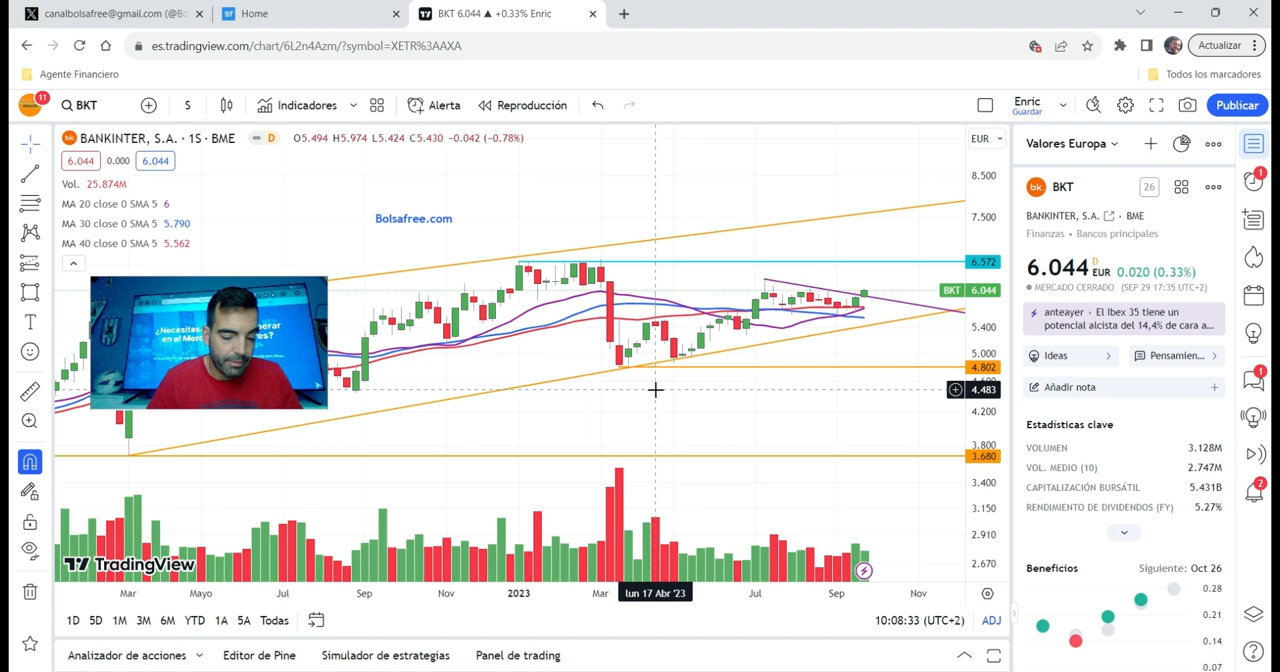 canalbolsafree@gmail.com (@Bo
Home
BKT 6.044 ▲ +0.33% Enric
es.tradingview.com/chart/6L2n4Azm/?symbol=XETR%3AAXA
Actualizar
Agente Financiero
Todos los marcadores
11
BKT
S
Indicadores
Alerta
Reproducción
Enric
Guardar
Publicar
BANKINTER, S.A. · 1S · BME
D
O5.494 H5.974 L5.424 C5.430 -0.042 (-0.78%)
EUR
6.044
0.000
6.044
Vol. 25.874M
MA 20 close 0 SMA 5 6
MA 30 close 0 SMA 5 5.790
MA 40 close 0 SMA 5 5.562
Bolsafree.com
8.500
7.500
6.572
BKT 6.044
5.400
5.000
4.802
4.483
4.200
3.800
3.680
3.400
3.150
2.910
2.670
TradingView
Mar
Mayo
Jul
Sep
Nov
2023
Mar
lun 17 Abr '23
Jul
Sep
Nov
1D 5D 1M 3M 6M YTD 1A 5A Todas
10:08:33 (UTC+2)
ADJ
Analizador de acciones
Editor de Pine
Simulador de estrategias
Panel de trading
Valores Europa
BKT
26
BANKINTER, S.A. • BME
Finanzas • Bancos principales
6.044 D EUR 0.020 (0.33%)
MERCADO CERRADO (SEP 29 17:35 UTC+2)
anteayer • El Ibex 35 tiene un
potencial alcista del 14,4% de cara a...
Ideas
Pensamien...
Añadir nota
Estadísticas clave
VOLUMEN 3.128M
VOL. MEDIO (10) 2.747M
CAPITALIZACIÓN BURSÁTIL 5.431B
RENDIMIENTO DE DIVIDENDOS (FY) 5.27%
Beneficios
Siguiente: Oct 26
0.28
0.21
0.14
0.07
1
1
2